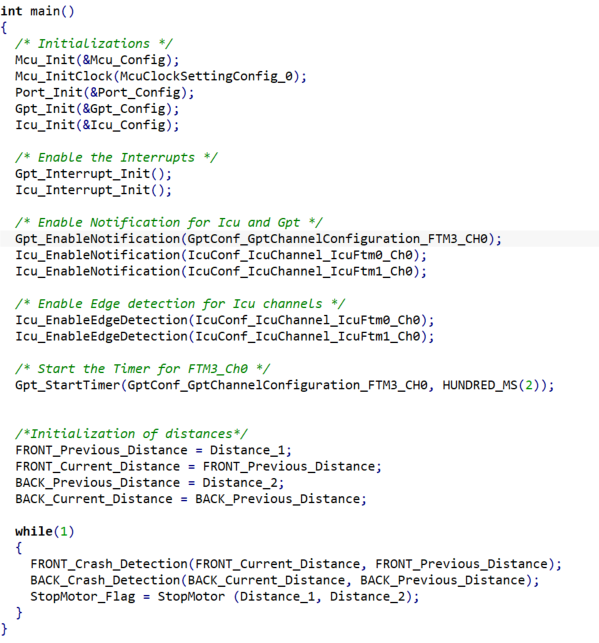 int main()
{
  /* Initializations */
  Mcu_Init(&Mcu_Config);
  Mcu_InitClock(McuClockSettingConfig_0);
  Port_Init(&Port_Config);
  Gpt_Init(&Gpt_Config);
  Icu_Init(&Icu_Config);

  /* Enable the Interrupts */
  Gpt_Interrupt_Init();
  Icu_Interrupt_Init();

  /* Enable Notification for Icu and Gpt */
  Gpt_EnableNotification(GptConf_GptChannelConfiguration_FTM3_CH0);
  Icu_EnableNotification(IcuConf_IcuChannel_IcuFtm0_Ch0);
  Icu_EnableNotification(IcuConf_IcuChannel_IcuFtm1_Ch0);

  /* Enable Edge detection for Icu channels */
  Icu_EnableEdgeDetection(IcuConf_IcuChannel_IcuFtm0_Ch0);
  Icu_EnableEdgeDetection(IcuConf_IcuChannel_IcuFtm1_Ch0);

  /* Start the Timer for FTM3_Ch0 */
  Gpt_StartTimer(GptConf_GptChannelConfiguration_FTM3_CH0, HUNDRED_MS(2));


  /*Initialization of distances*/
  FRONT_Previous_Distance = Distance_1;
  FRONT_Current_Distance = FRONT_Previous_Distance;
  BACK_Previous_Distance = Distance_2;
  BACK_Current_Distance = BACK_Previous_Distance;

  while(1)
  {
    FRONT_Crash_Detection(FRONT_Current_Distance, FRONT_Previous_Distance);
    BACK_Crash_Detection(BACK_Current_Distance, BACK_Previous_Distance);
    StopMotor_Flag = StopMotor (Distance_1, Distance_2);
  }
}